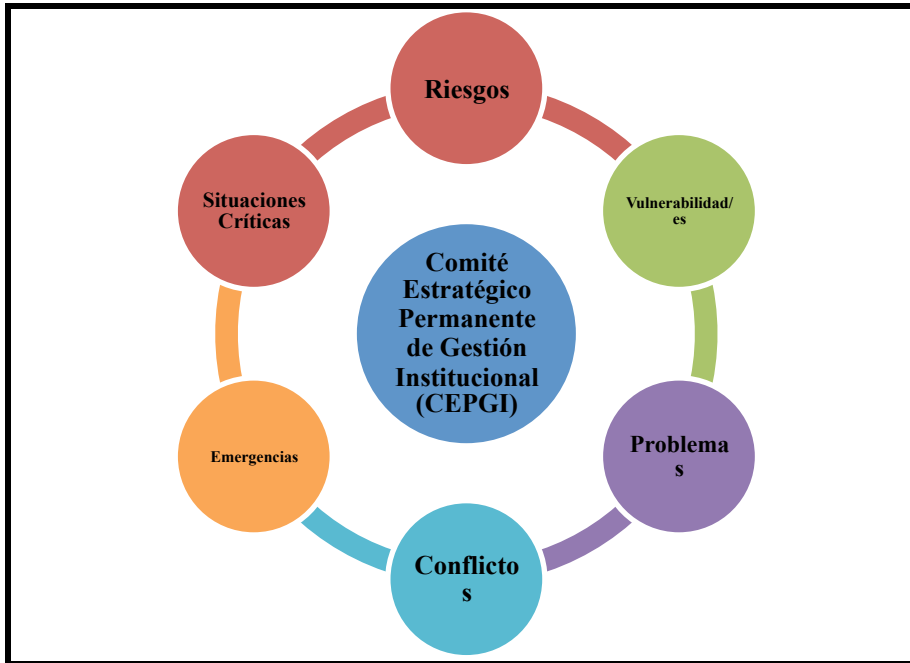 Riesgos
Situaciones
Críticas
Vulnerabilidad/
es
Comité
Estratégico
Permanente
de Gestión
Institucional
(CEPGI)
Emergencias
Problema
s
Conflicto
s